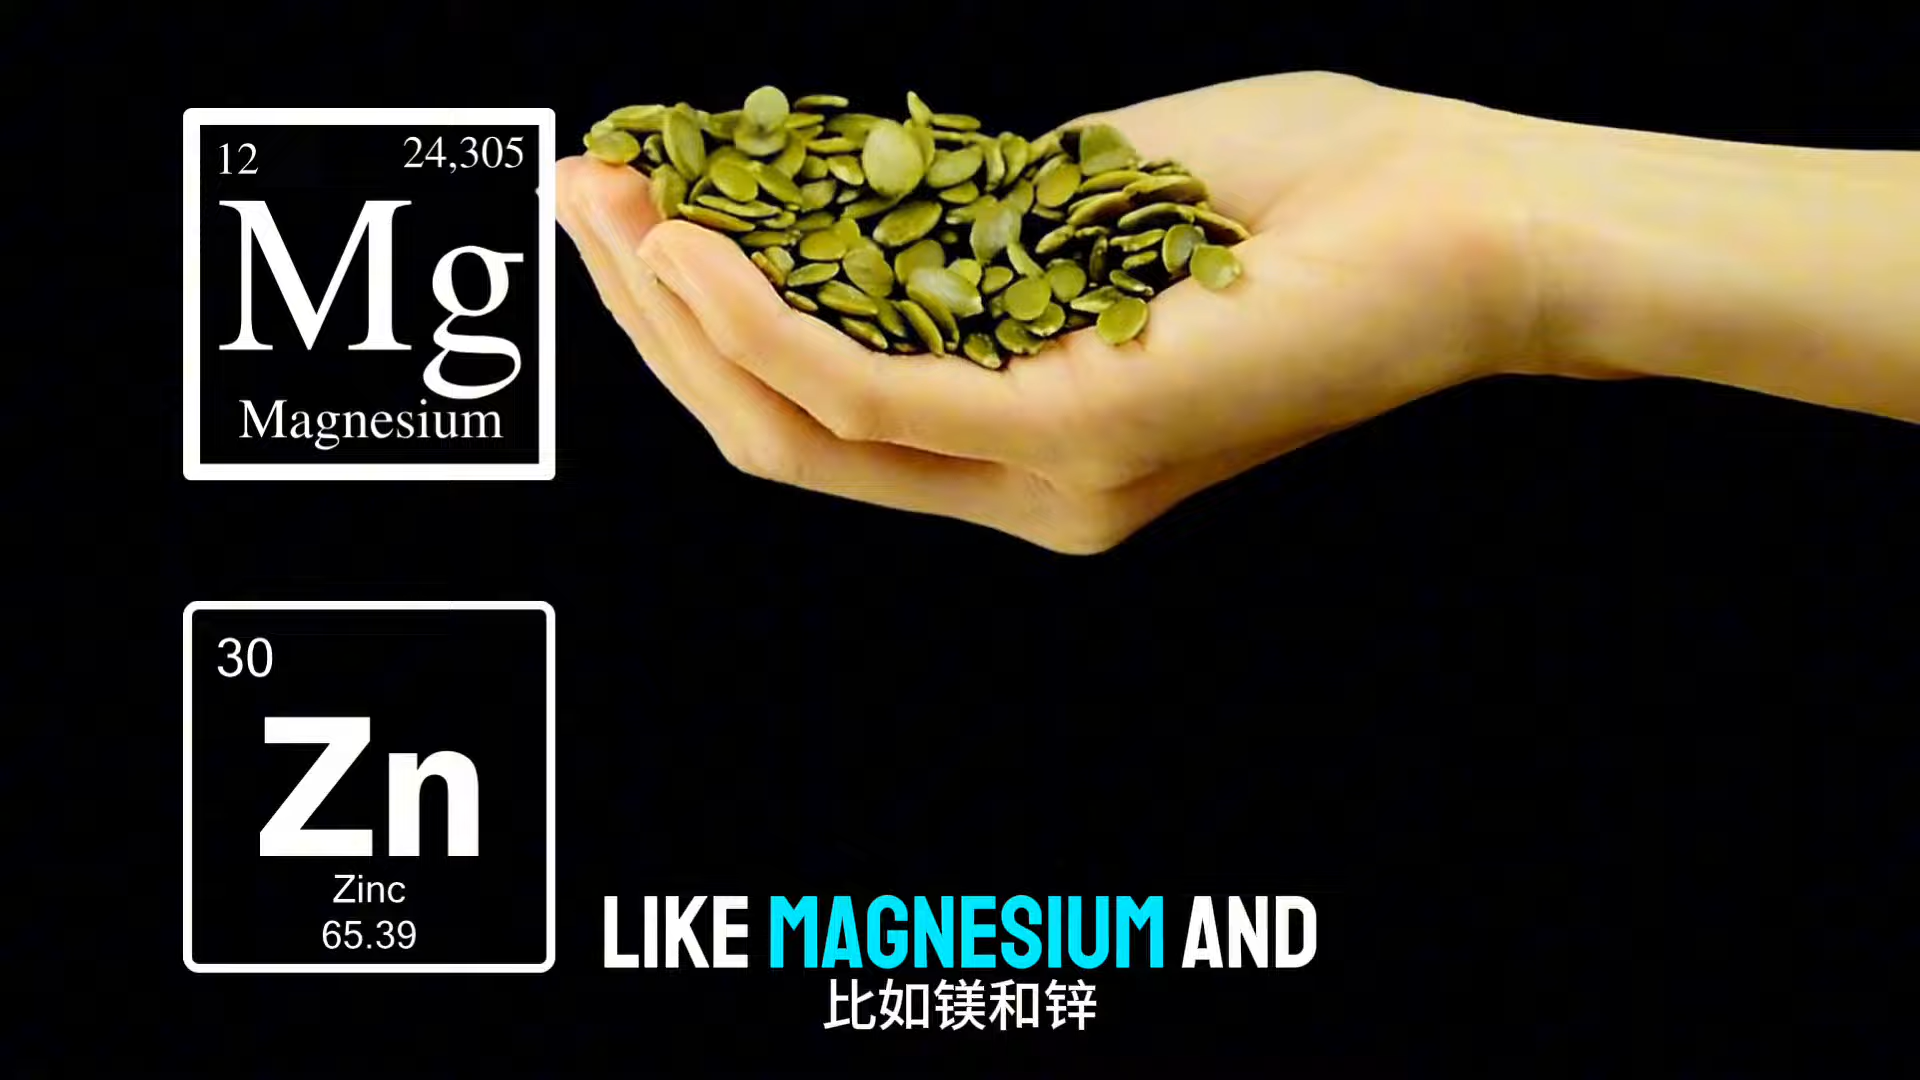 12
24,305
Mg
Magnesium
30
Zn
Zinc
65.39
LIKE MAGNESIUM AND
比如镁和锌